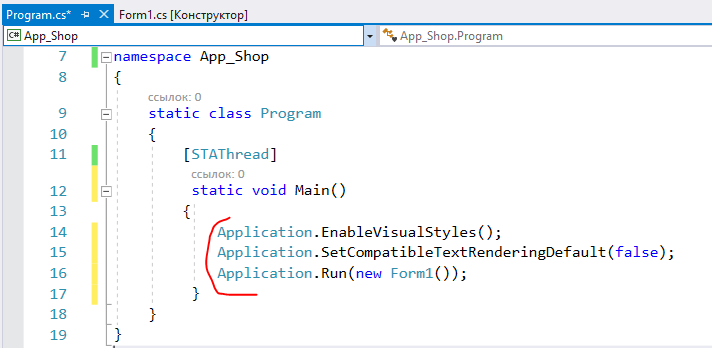 Program.cs*
Form1.cs [Конструктор]
App_Shop
App_Shop.Program
7 namespace App_Shop
8 {
ссылок: 0
9 static class Program
10 {
11 [STAThread]
ссылок: 0
12 static void Main()
13 {
14 Application.EnableVisualStyles();
15 Application.SetCompatibleTextRenderingDefault(false);
16 Application.Run(new Form1());
17 }
18 }
19 }